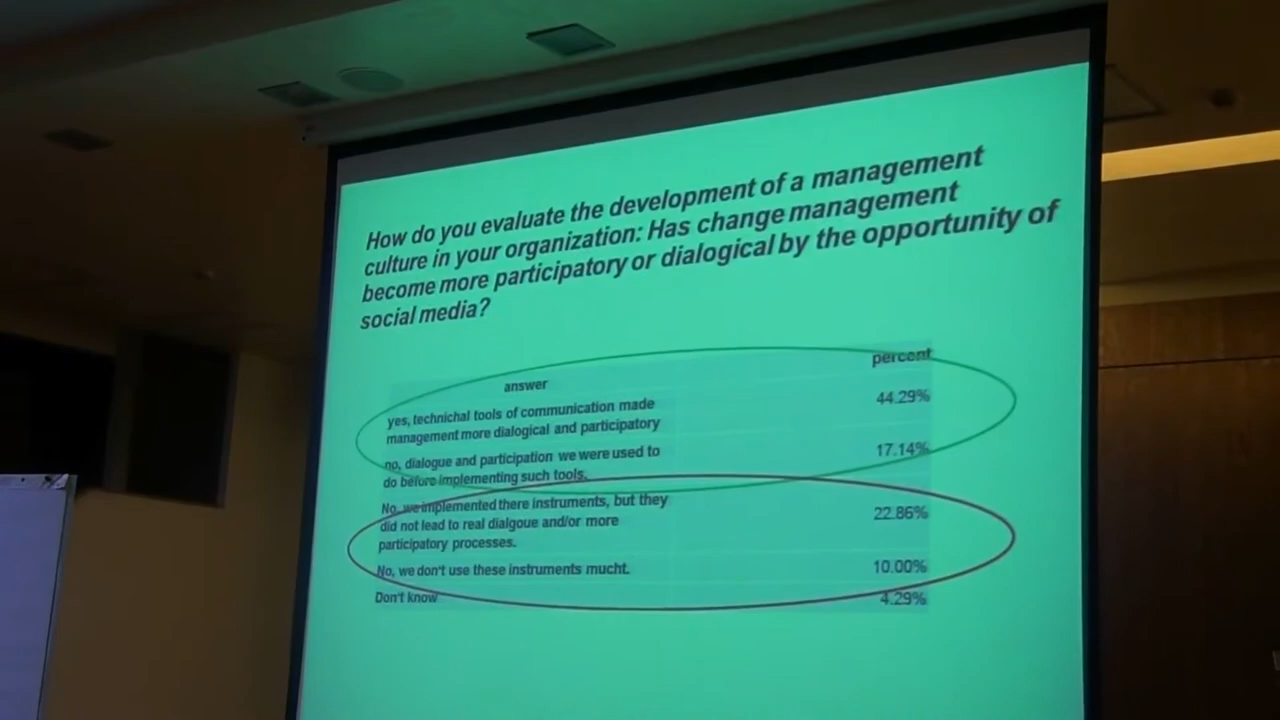 How do you evaluate the development of a management
culture in your organization: Has change management
become more participatory or dialogical by the opportunity of
social media?
answer percent
yes, technichal tools of communication made
management more dialogical and participatory 44.29%
no, dialogue and participation we were used to
do before implementing such tools. 17.14%
No, we implemented there instruments, but they
did not lead to real dialgoue and/or more
participatory processes. 22.86%
No, we don't use these instruments mucht. 10.00%
Don't know 4.29%